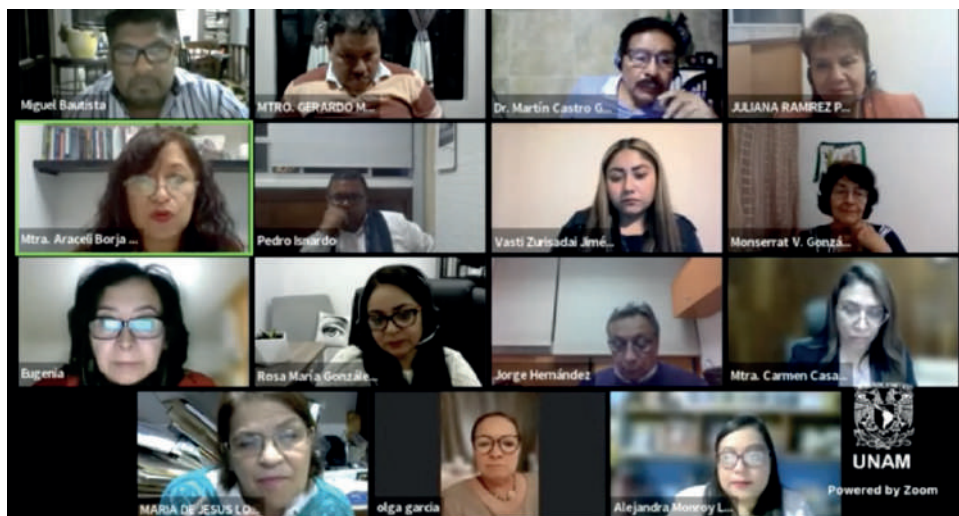 Miguel Bautista
MTRO. GERARDO M...
Dr. Martín Castro G...
JULIANA RAMIREZ P...
Mtra. Araceli Borja ...
Pedro Isnardo
Vasti Zurisadai Jimé...
Monserrat V. Gonzá...
Eugenia
Rosa María Gonzále...
Jorge Hernández
Mtra. Carmen Casa...
MARIA DE JESUS LO...
olga garcia
Alejandra Monroy L...
UNAM
Powered by Zoom